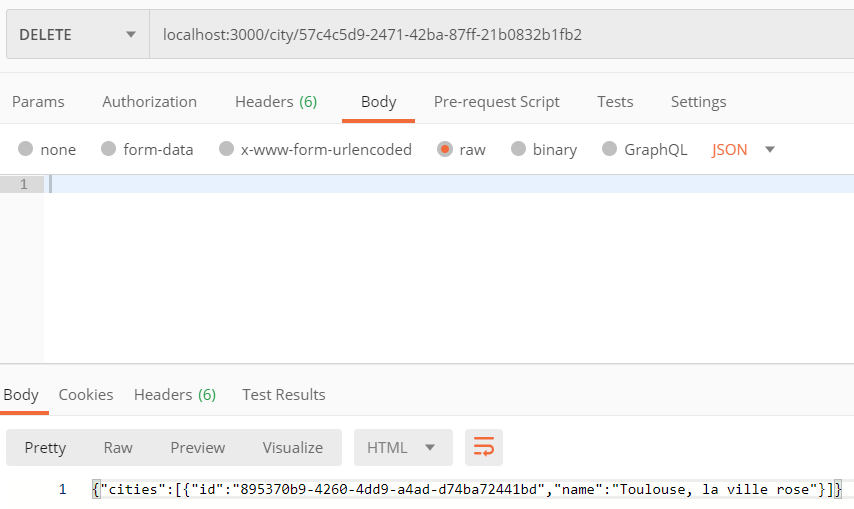 DELETE localhost:3000/city/57c4c5d9-2471-42ba-87ff-21b0832b1fb2
Params Authorization Headers (6) Body Pre-request Script Tests Settings
none form-data x-www-form-urlencoded raw binary GraphQL JSON
1
Body Cookies Headers (6) Test Results
Pretty Raw Preview Visualize HTML
1 {"cities":[{"id":"895370b9-4260-4dd9-a4ad-d74ba72441bd","name":"Toulouse, la ville rose"}]}